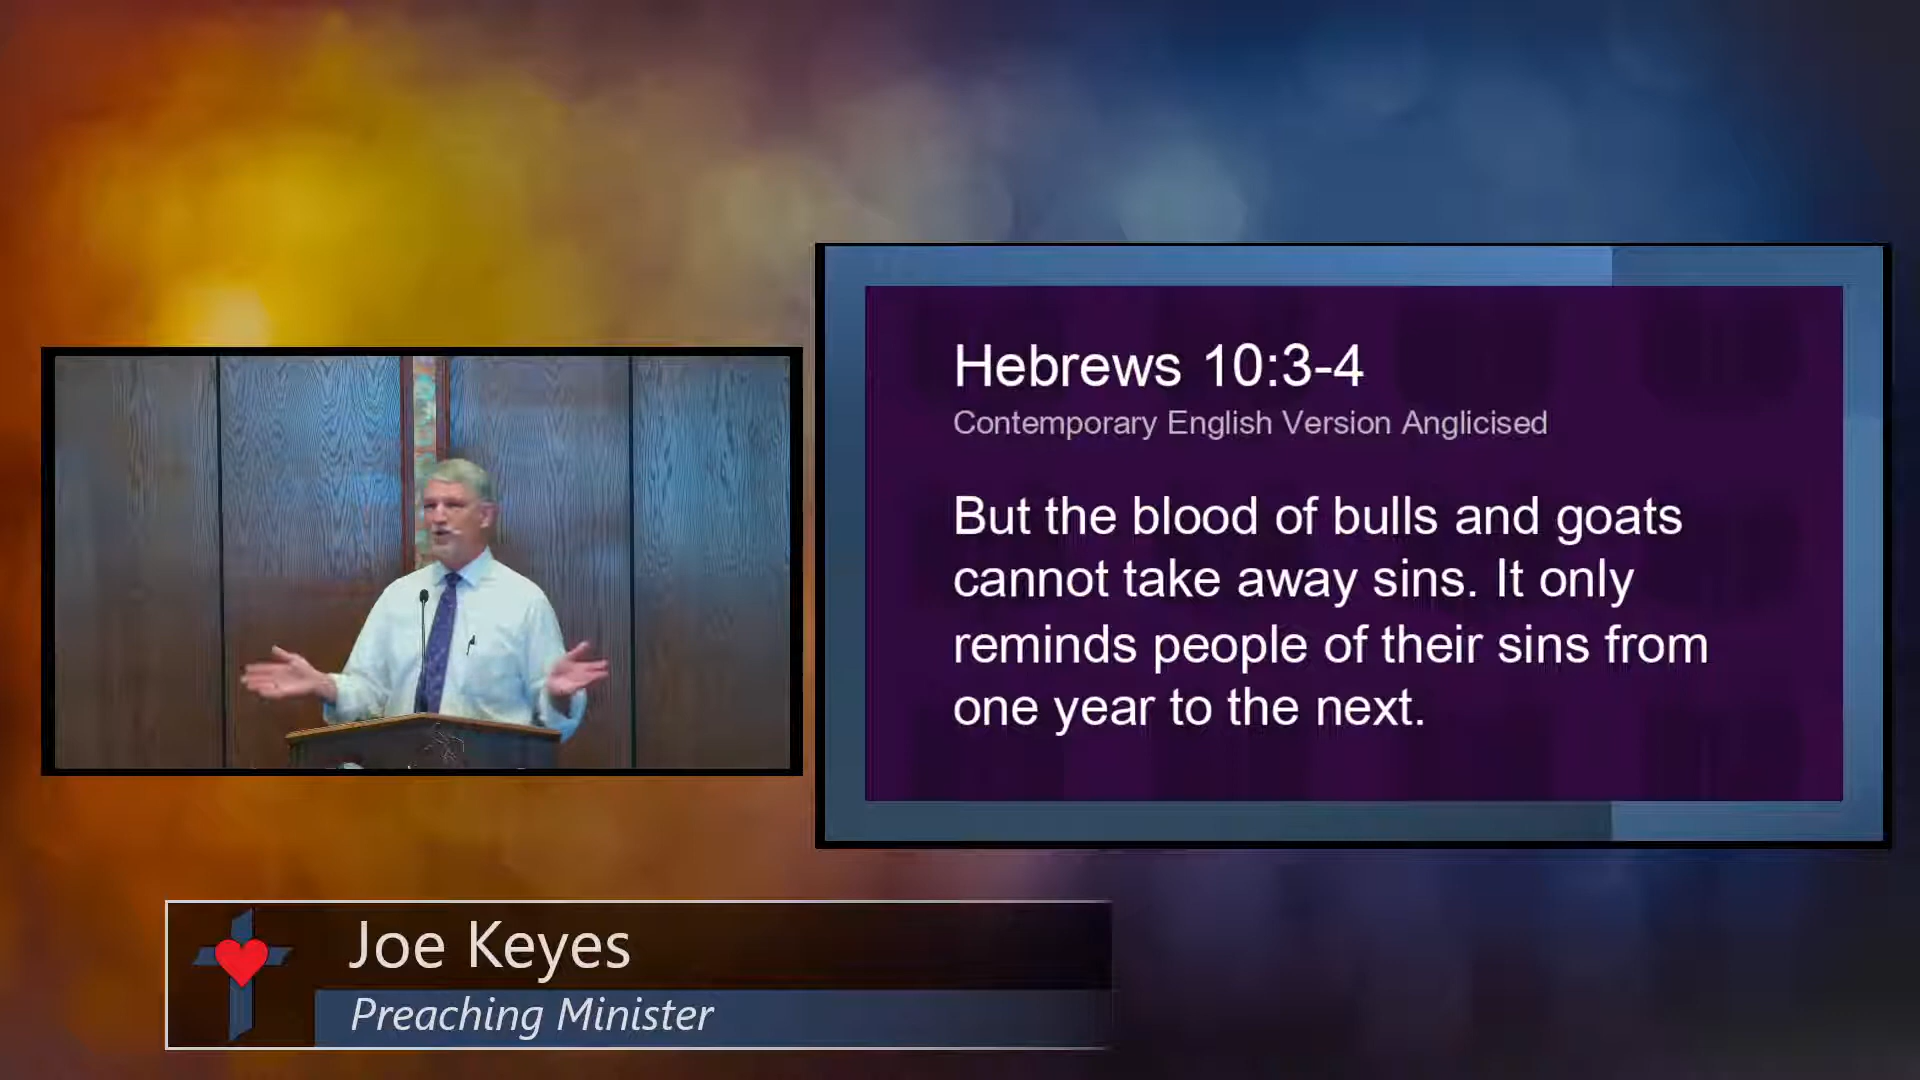 Hebrews 10:3-4
Contemporary English Version Anglicised
But the blood of bulls and goats
cannot take away sins. It only
reminds people of their sins from
one year to the next.
Joe Keyes
Preaching Minister